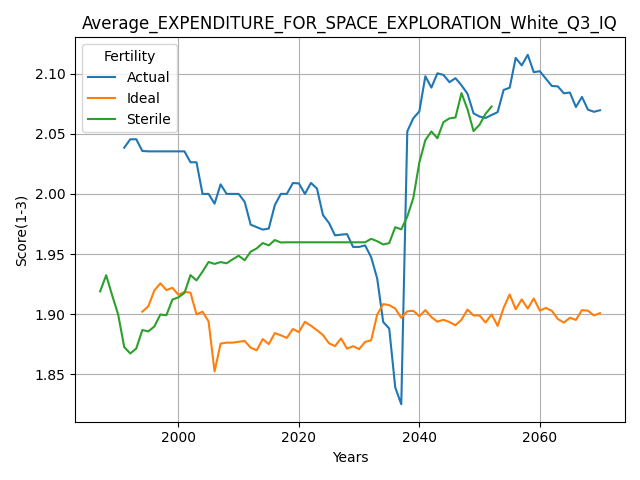 Average_EXPENDITURE_FOR_SPACE_EXPLORATION_White_Q3_IQ
Fertility
Actual
Ideal
Sterile
2.10
2.05
2.00
1.95
1.90
1.85
Score(1-3)
2000 2020 2040 2060
Years